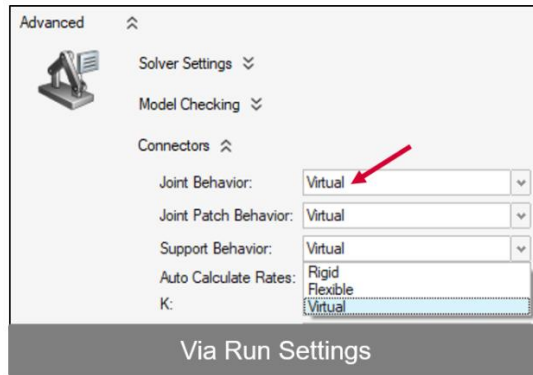 Advanced
Solver Settings
Model Checking
Connectors
Joint Behavior: Virtual
Joint Patch Behavior: Virtual
Support Behavior: Virtual
Auto Calculate Rates: Rigid
Flexible
K: Virtual
Via Run Settings